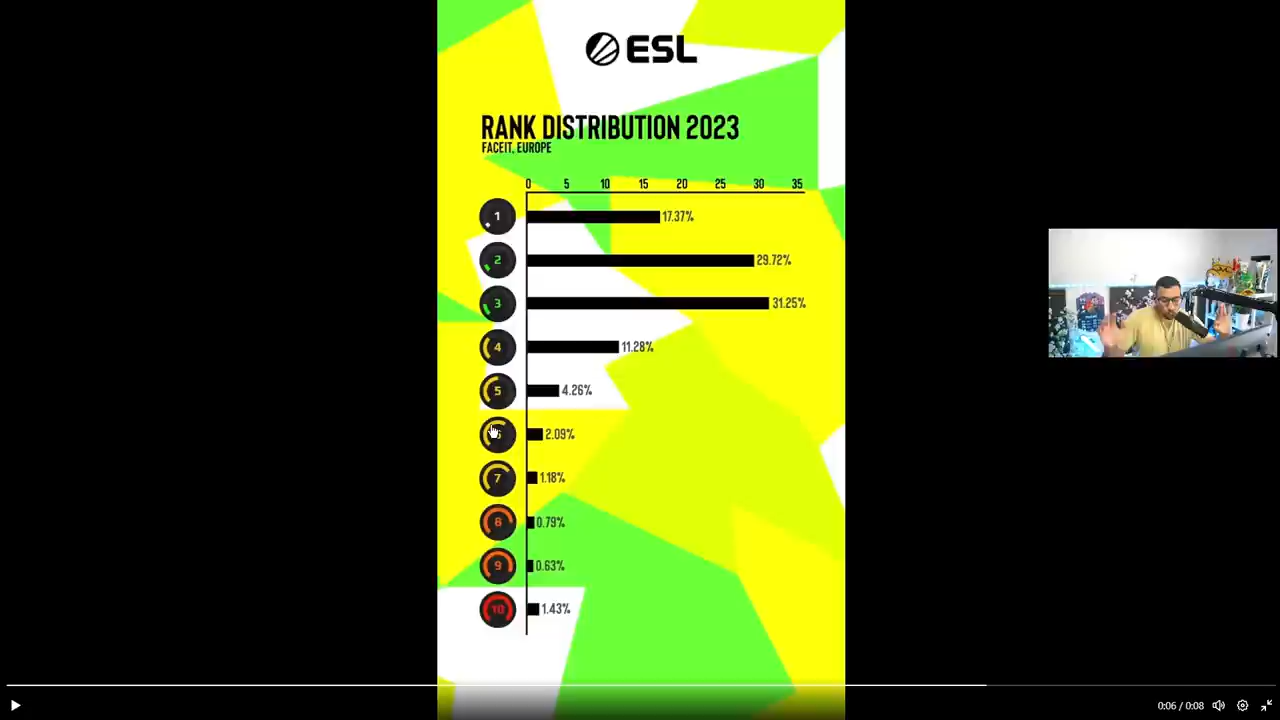 ESL
RANK DISTRIBUTION 2023
FACEIT, EUROPE
0 5 10 15 20 25 30 35
1 17.37%
2 29.72%
3 31.25%
4 11.28%
5 4.26%
2.09%
7 1.18%
8 0.79%
9 0.63%
10 1.43%
0:06 / 0:08